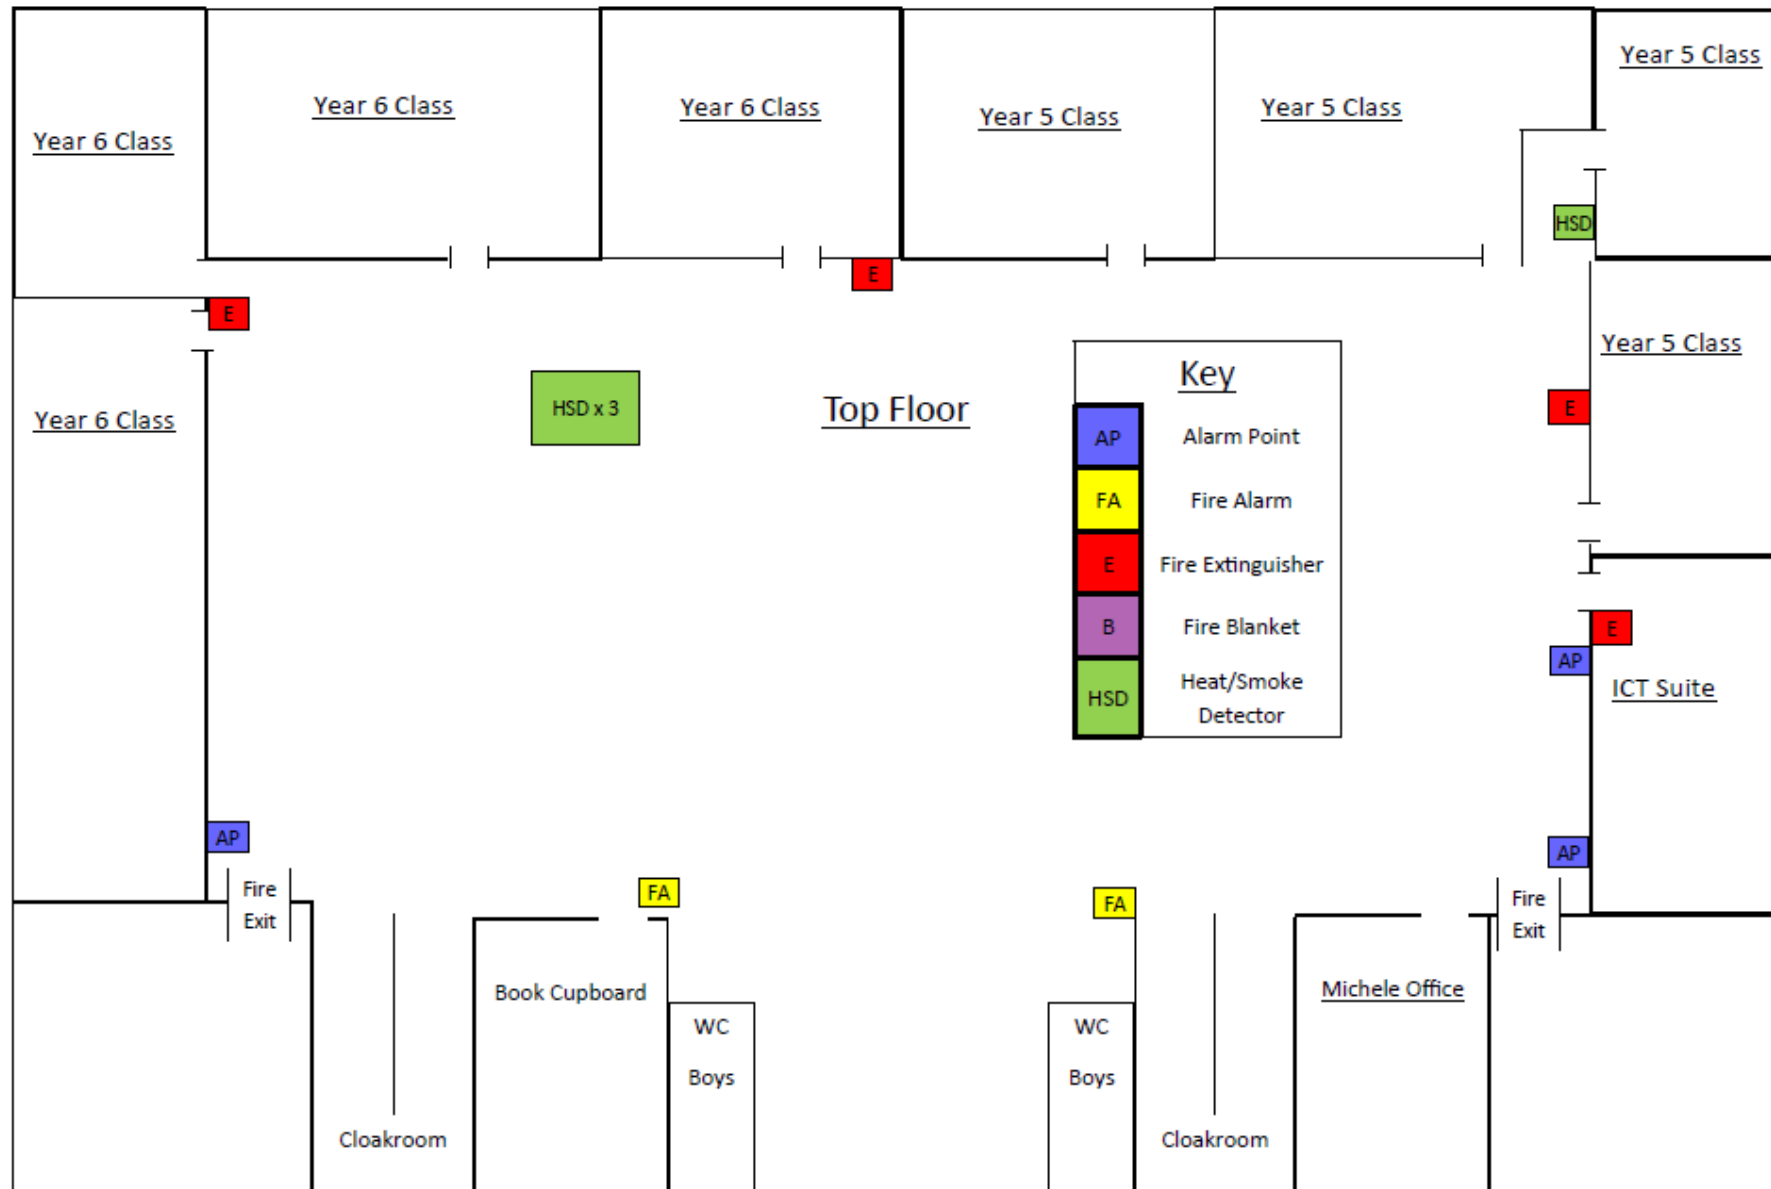 Year 5 Class
Year 6 Class
Year 6 Class
Year 5 Class
Year 5 Class
Year 6 Class
HSD
E
E
Year 5 Class
Key
HSD x 3
Top Floor
E
Year 6 Class
AP
Alarm Point
FA
Fire Alarm
E
Fire Extinguisher
B
Fire Blanket
HSD
Heat/Smoke
Detector
E
AP
ICT Suite
AP
AP
Fire
Exit
FA
FA
Fire
Exit
Book Cupboard
Michele Office
WC
Boys
WC
Boys
Cloakroom
Cloakroom